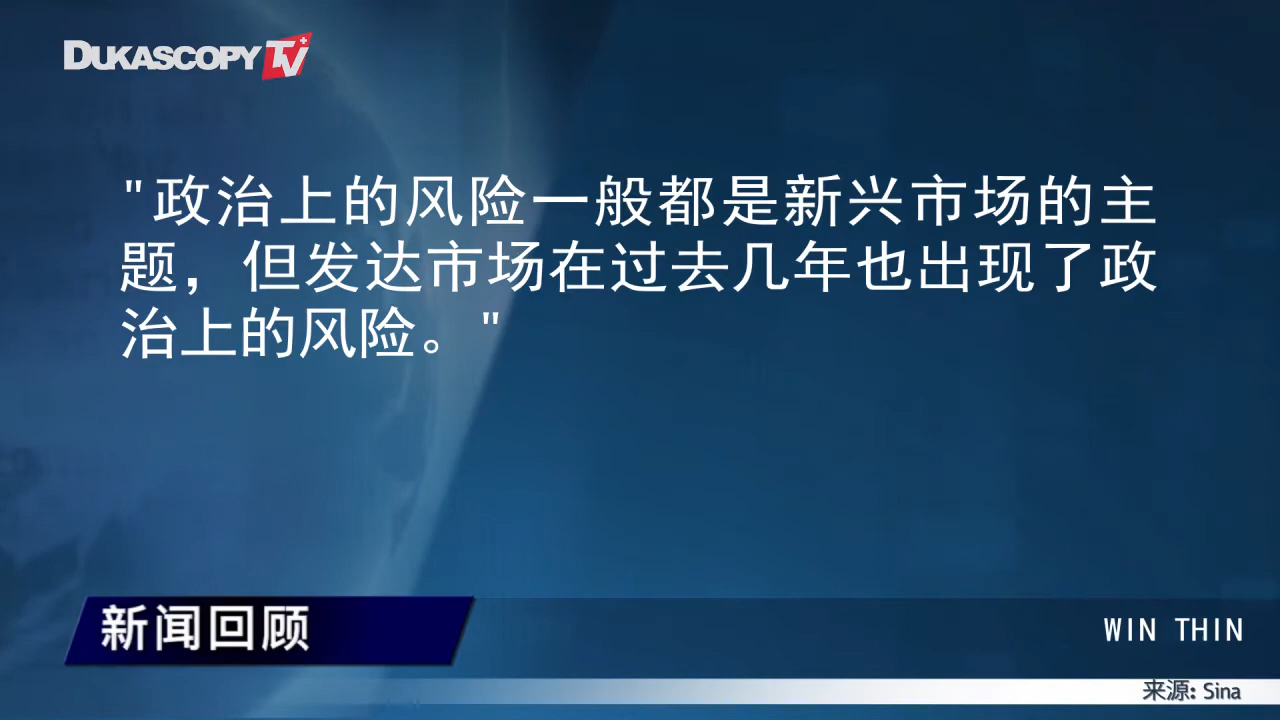 DUKASCOPY TV
"政治上的风险一般都是新兴市场的主
题，但发达市场在过去几年也出现了政
治上的风险。"
新闻回顾
WIN THIN
来源: Sina